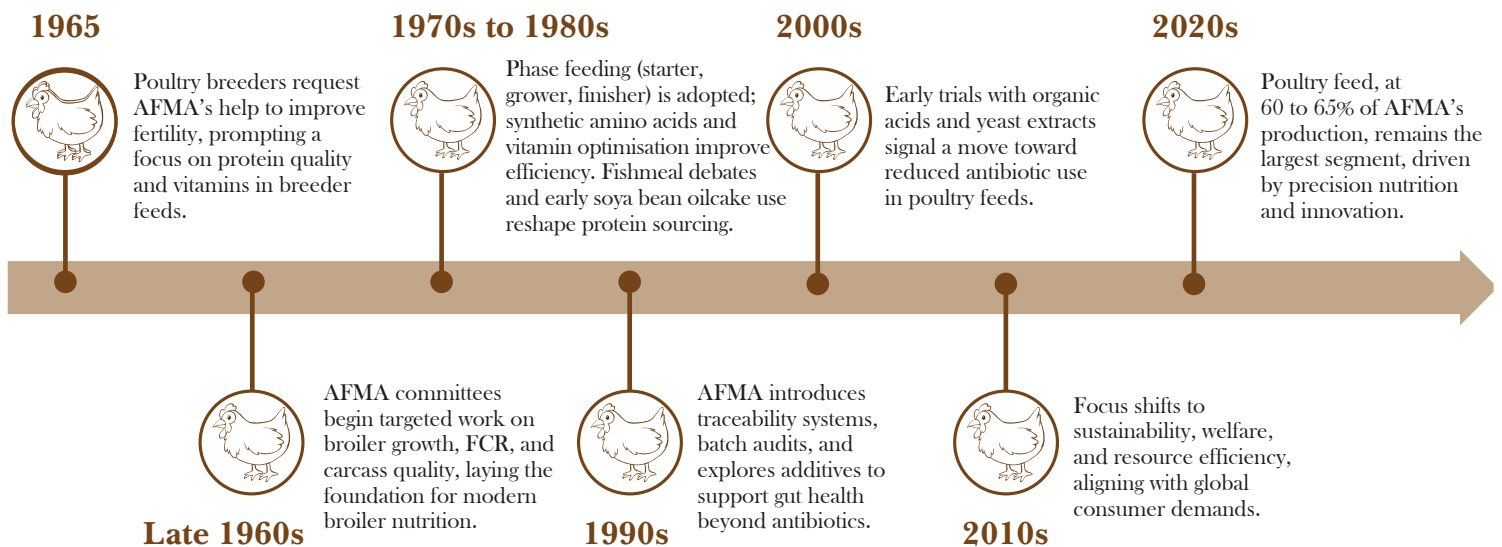 1965
Poultry breeders request
AFMA's help to improve
fertility, prompting a
focus on protein quality
and vitamins in breeder
feeds.
Late 1960s
AFMA committees
begin targeted work on
broiler growth, FCR, and
carcass quality, laying the
foundation for modern
broiler nutrition.
1970s to 1980s
Phase feeding (starter,
grower, finisher) is adopted;
synthetic amino acids and
vitamin optimisation improve
efficiency. Fishmeal debates
and early soya bean oilcake use
reshape protein sourcing.
1990s
AFMA introduces
traceability systems,
batch audits, and
explores additives to
support gut health
beyond antibiotics.
2000s
Early trials with organic
acids and yeast extracts
signal a move toward
reduced antibiotic use
in poultry feeds.
2010s
Focus shifts to
sustainability, welfare,
and resource efficiency,
aligning with global
consumer demands.
2020s
Poultry feed, at
60 to 65% of AFMA's
production, remains the
largest segment, driven
by precision nutrition
and innovation.